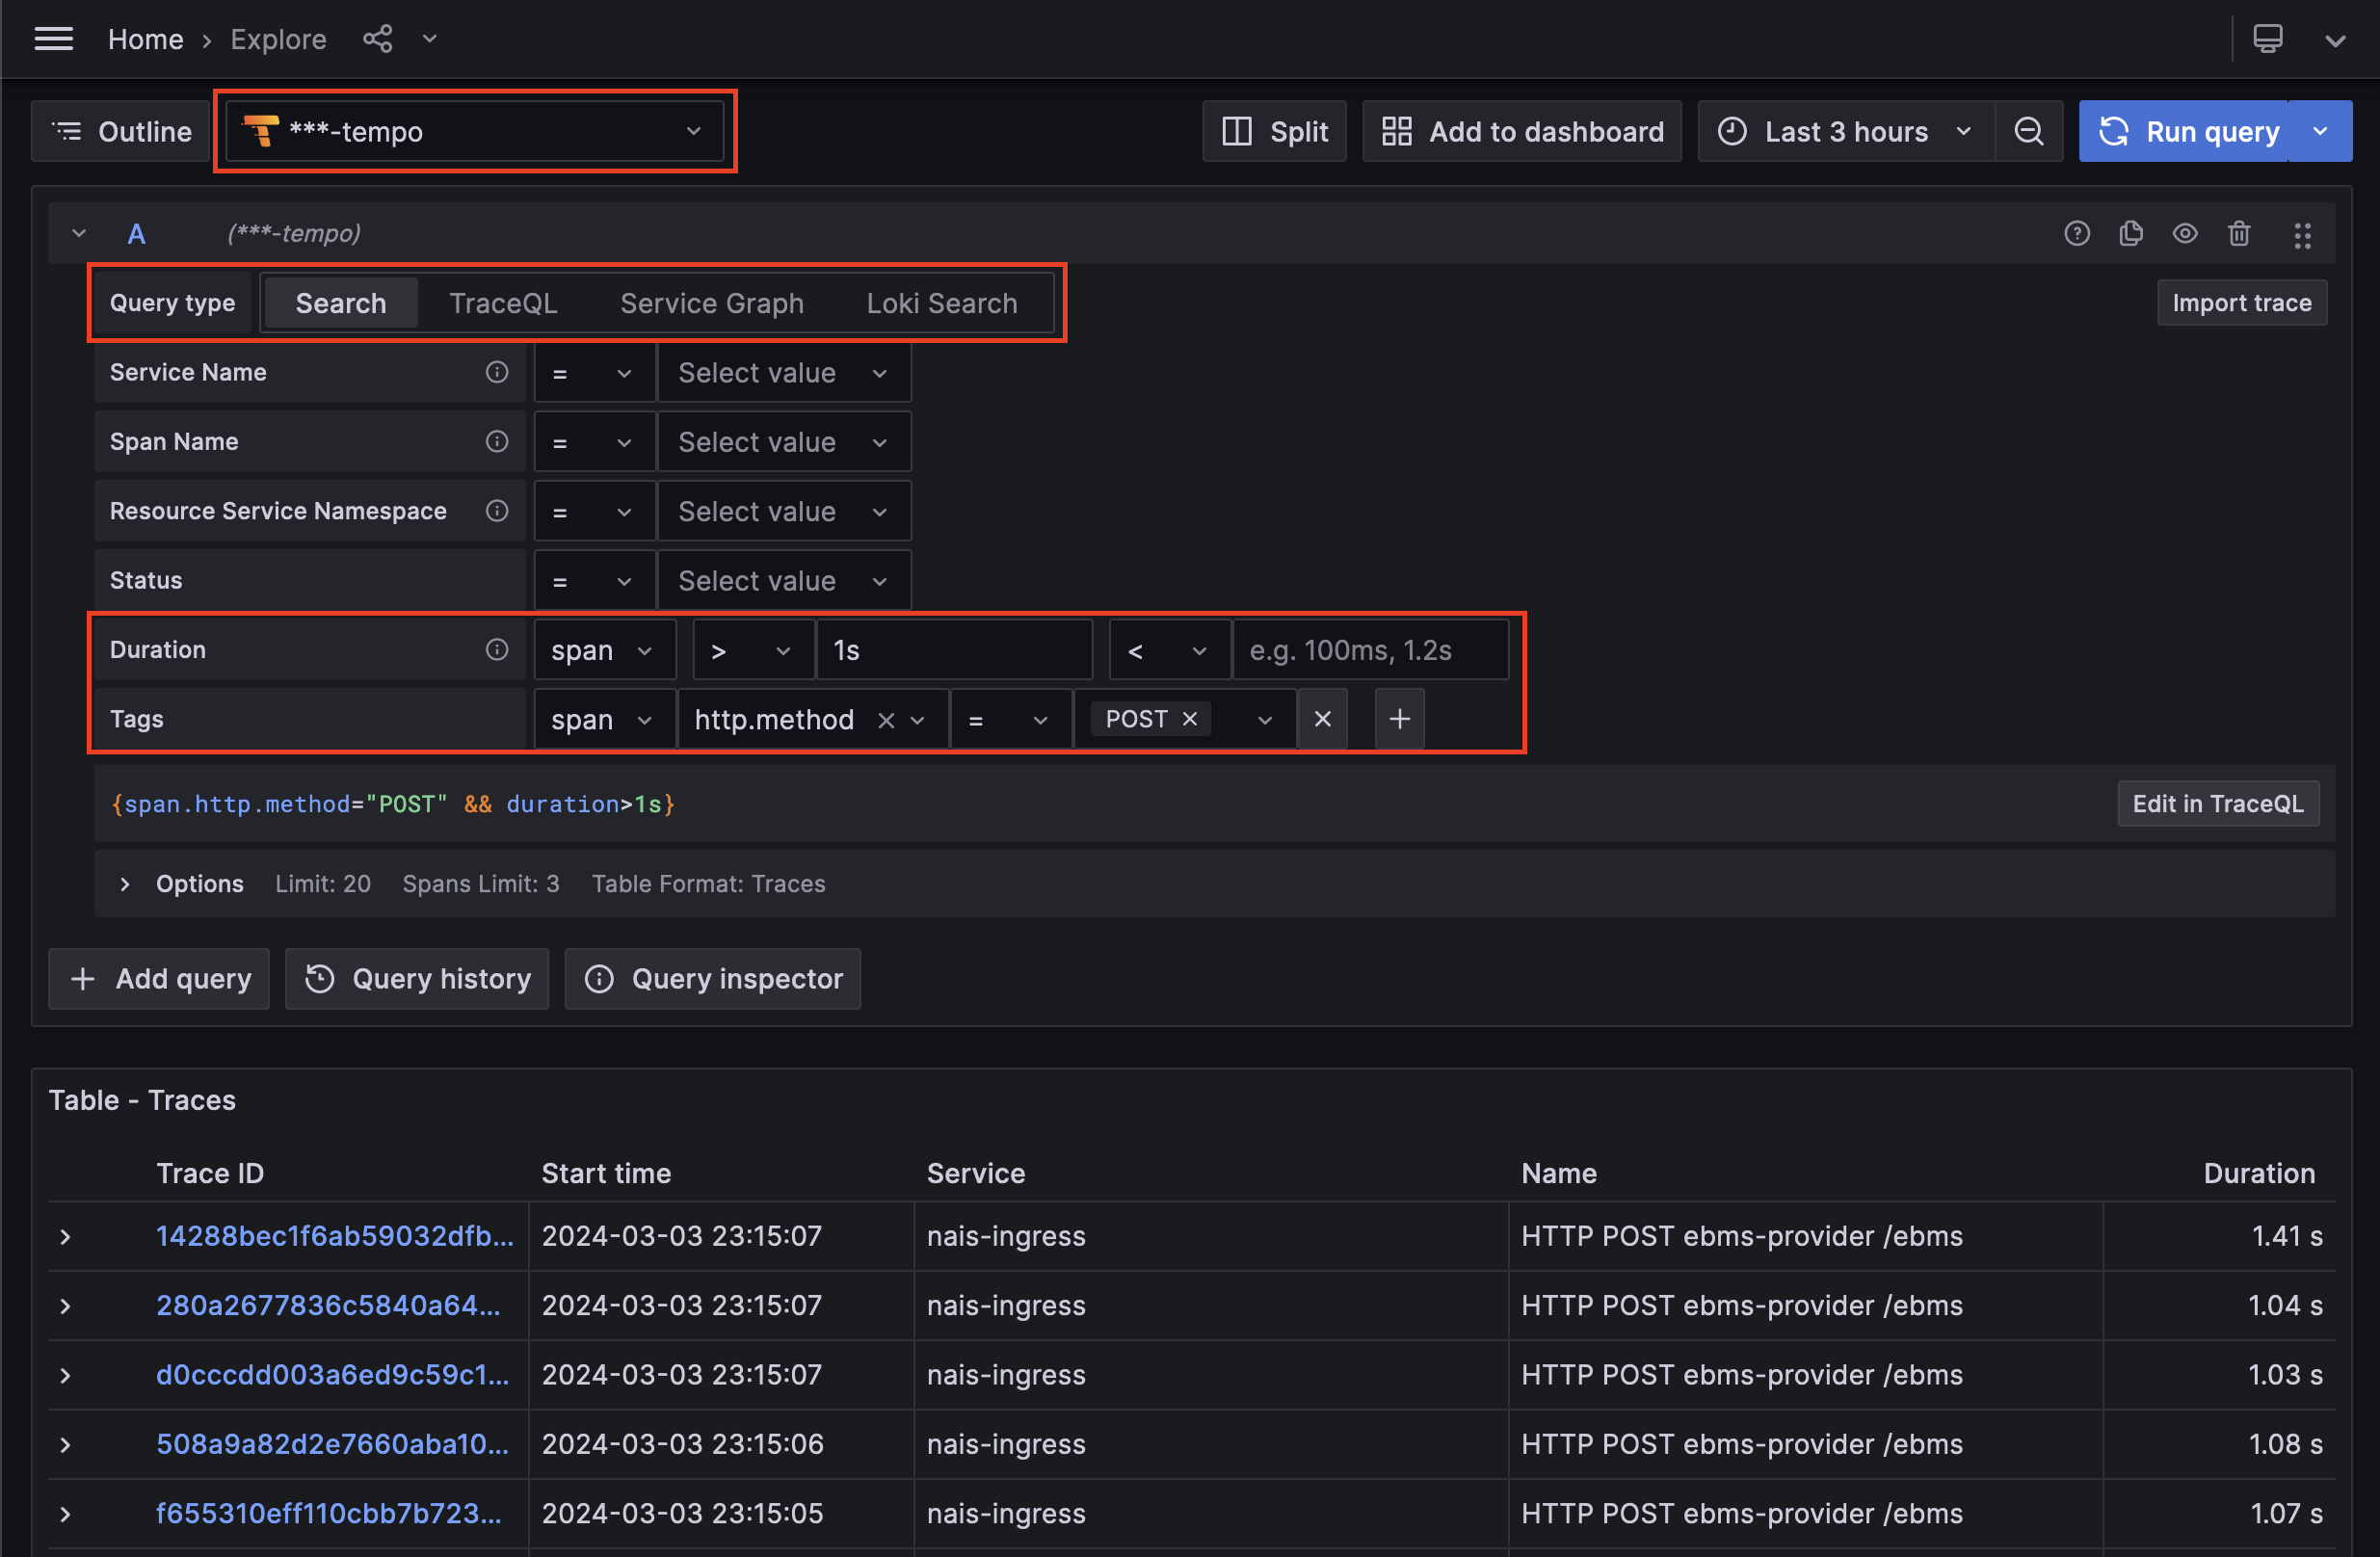 Home › Explore
Outline ***-tempo Split Add to dashboard Last 3 hours Run query
A (***-tempo)
Query type Search TraceQL Service Graph Loki Search Import trace
Service Name = Select value
Span Name = Select value
Resource Service Namespace = Select value
Status = Select value
Duration span > 1s < e.g. 100ms, 1.2s
Tags span http.method = POST
{span.http.method="POST" && duration>1s} Edit in TraceQL
Options Limit: 20 Spans Limit: 3 Table Format: Traces
+ Add query Query history Query inspector
Table - Traces
Trace ID Start time Service Name Duration
14288bec1f6ab59032dfb... 2024-03-03 23:15:07 nais-ingress HTTP POST ebms-provider /ebms 1.41 s
280a2677836c5840a64... 2024-03-03 23:15:07 nais-ingress HTTP POST ebms-provider /ebms 1.04 s
d0cccdd003a6ed9c59c1... 2024-03-03 23:15:07 nais-ingress HTTP POST ebms-provider /ebms 1.03 s
508a9a82d2e7660aba10... 2024-03-03 23:15:06 nais-ingress HTTP POST ebms-provider /ebms 1.08 s
f655310eff110cbb7b723... 2024-03-03 23:15:05 nais-ingress HTTP POST ebms-provider /ebms 1.07 s